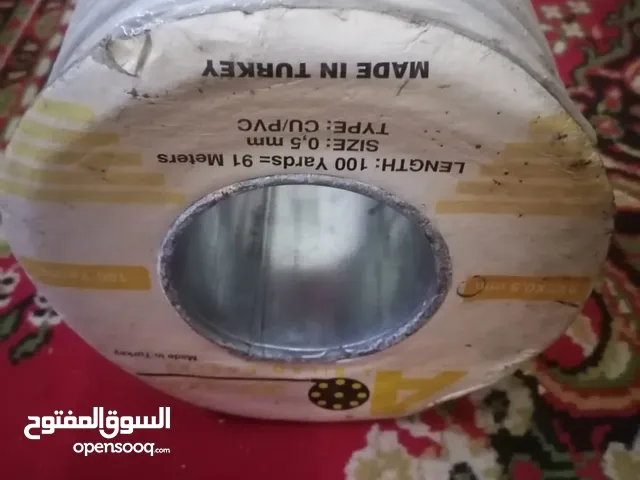 MADE IN TURKEY
TYPE: CU/PVC
SIZE: 0,5 mm
LENGTH: 100 Yards= 91 Meters
Made in Turkey
A
السوق المفتوح
opensooq.com